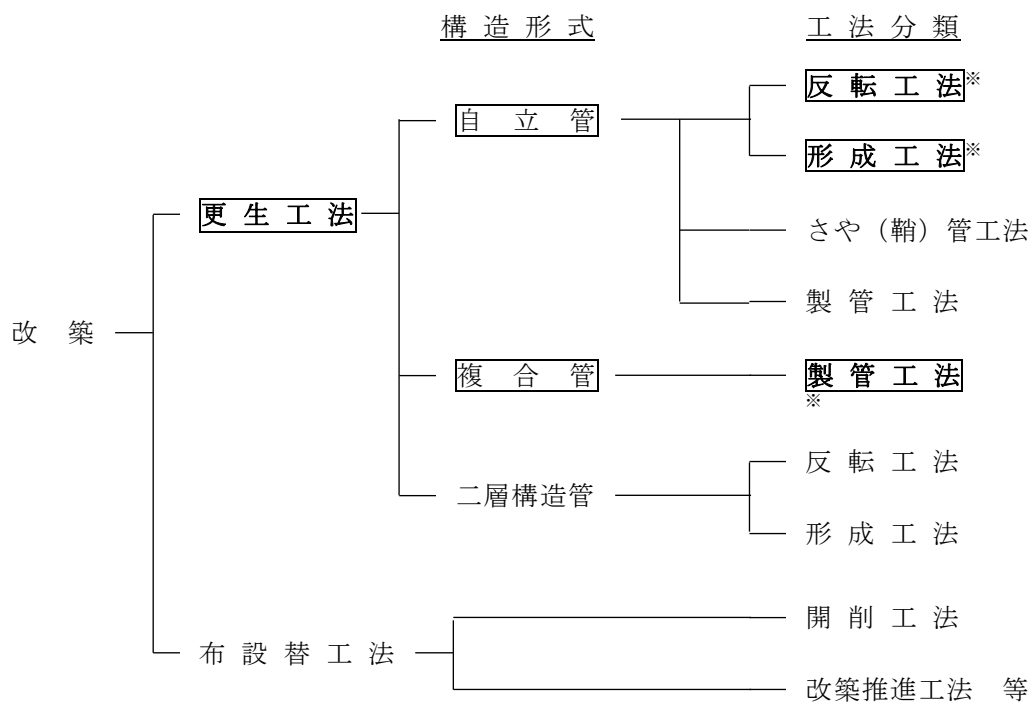 構造形式 工法分類
反転工法※
自立管
形成工法※
更生工法
さや（鞘）管工法
製管工法
改築
複合管 製管工法
※
反転工法
二層構造管
形成工法
開削工法
布設替工法
改築推進工法 等